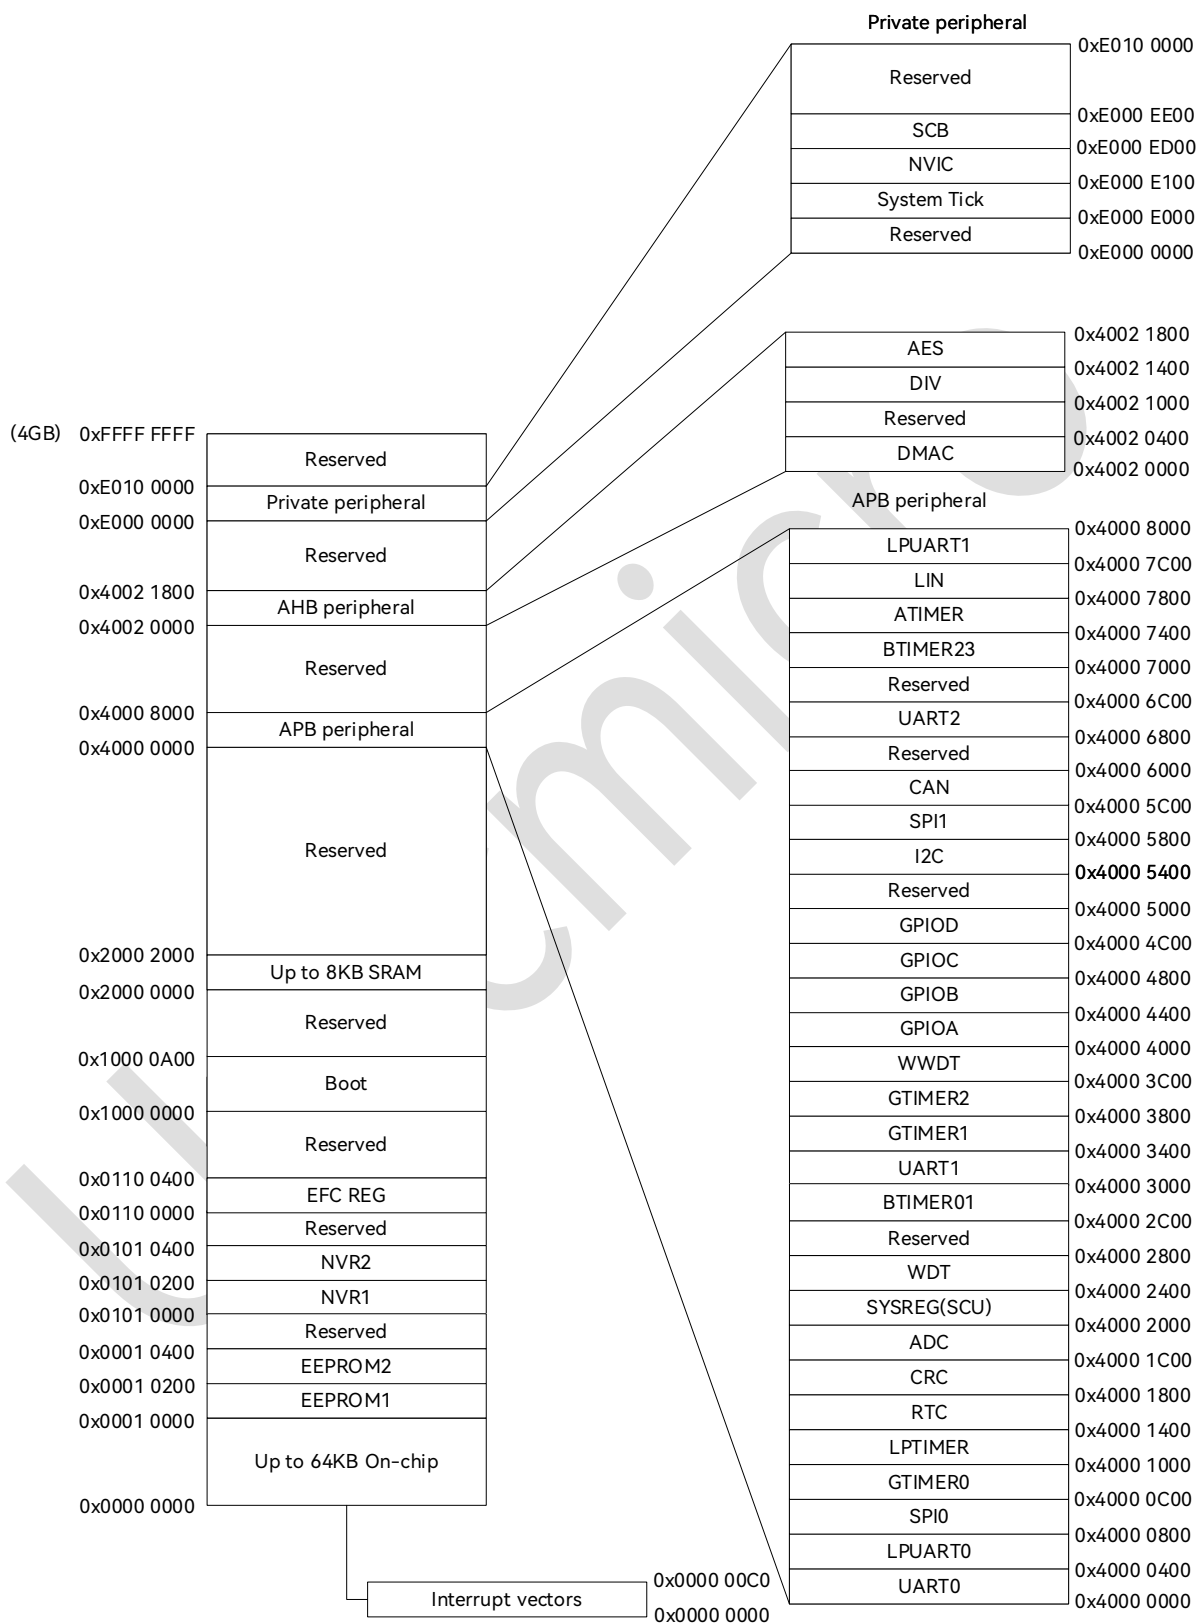 Private peripheral
0xE010 0000
Reserved
0xE000 EE00
SCB
0xE000 ED00
NVIC
0xE000 E100
System Tick
0xE000 E000
Reserved
0xE000 0000
0x4002 1800
AES
0x4002 1400
DIV
0x4002 1000
Reserved
0x4002 0400
DMAC
0x4002 0000
APB peripheral
0x4000 8000
LPUART1
0x4000 7C00
LIN
0x4000 7800
ATIMER
0x4000 7400
BTIMER23
0x4000 7000
Reserved
0x4000 6C00
UART2
0x4000 6800
Reserved
0x4000 6000
CAN
0x4000 5C00
SPI1
0x4000 5800
I2C
0x4000 5400
Reserved
0x4000 5000
GPIOD
0x4000 4C00
GPIOC
0x4000 4800
GPIOB
0x4000 4400
GPIOA
0x4000 4000
WWDT
0x4000 3C00
GTIMER2
0x4000 3800
GTIMER1
0x4000 3400
UART1
0x4000 3000
BTIMER01
0x4000 2C00
Reserved
0x4000 2800
WDT
0x4000 2400
SYSREG(SCU)
0x4000 2000
ADC
0x4000 1C00
CRC
0x4000 1800
RTC
0x4000 1400
LPTIMER
0x4000 1000
GTIMER0
0x4000 0C00
SPI0
0x4000 0800
LPUART0
0x4000 0400
UART0
0x4000 0000
(4GB) 0xFFFF FFFF
Reserved
0xE010 0000
Private peripheral
0xE000 0000
Reserved
0x4002 1800
AHB peripheral
0x4002 0000
Reserved
0x4000 8000
APB peripheral
0x4000 0000
Reserved
0x2000 2000
Up to 8KB SRAM
0x2000 0000
Reserved
0x1000 0A00
Boot
0x1000 0000
Reserved
0x0110 0400
EFC REG
0x0110 0000
Reserved
0x0101 0400
NVR2
0x0101 0200
NVR1
0x0101 0000
Reserved
0x0001 0400
EEPROM2
0x0001 0200
EEPROM1
0x0001 0000
Up to 64KB On-chip
0x0000 0000
0x0000 00C0
Interrupt vectors
0x0000 0000